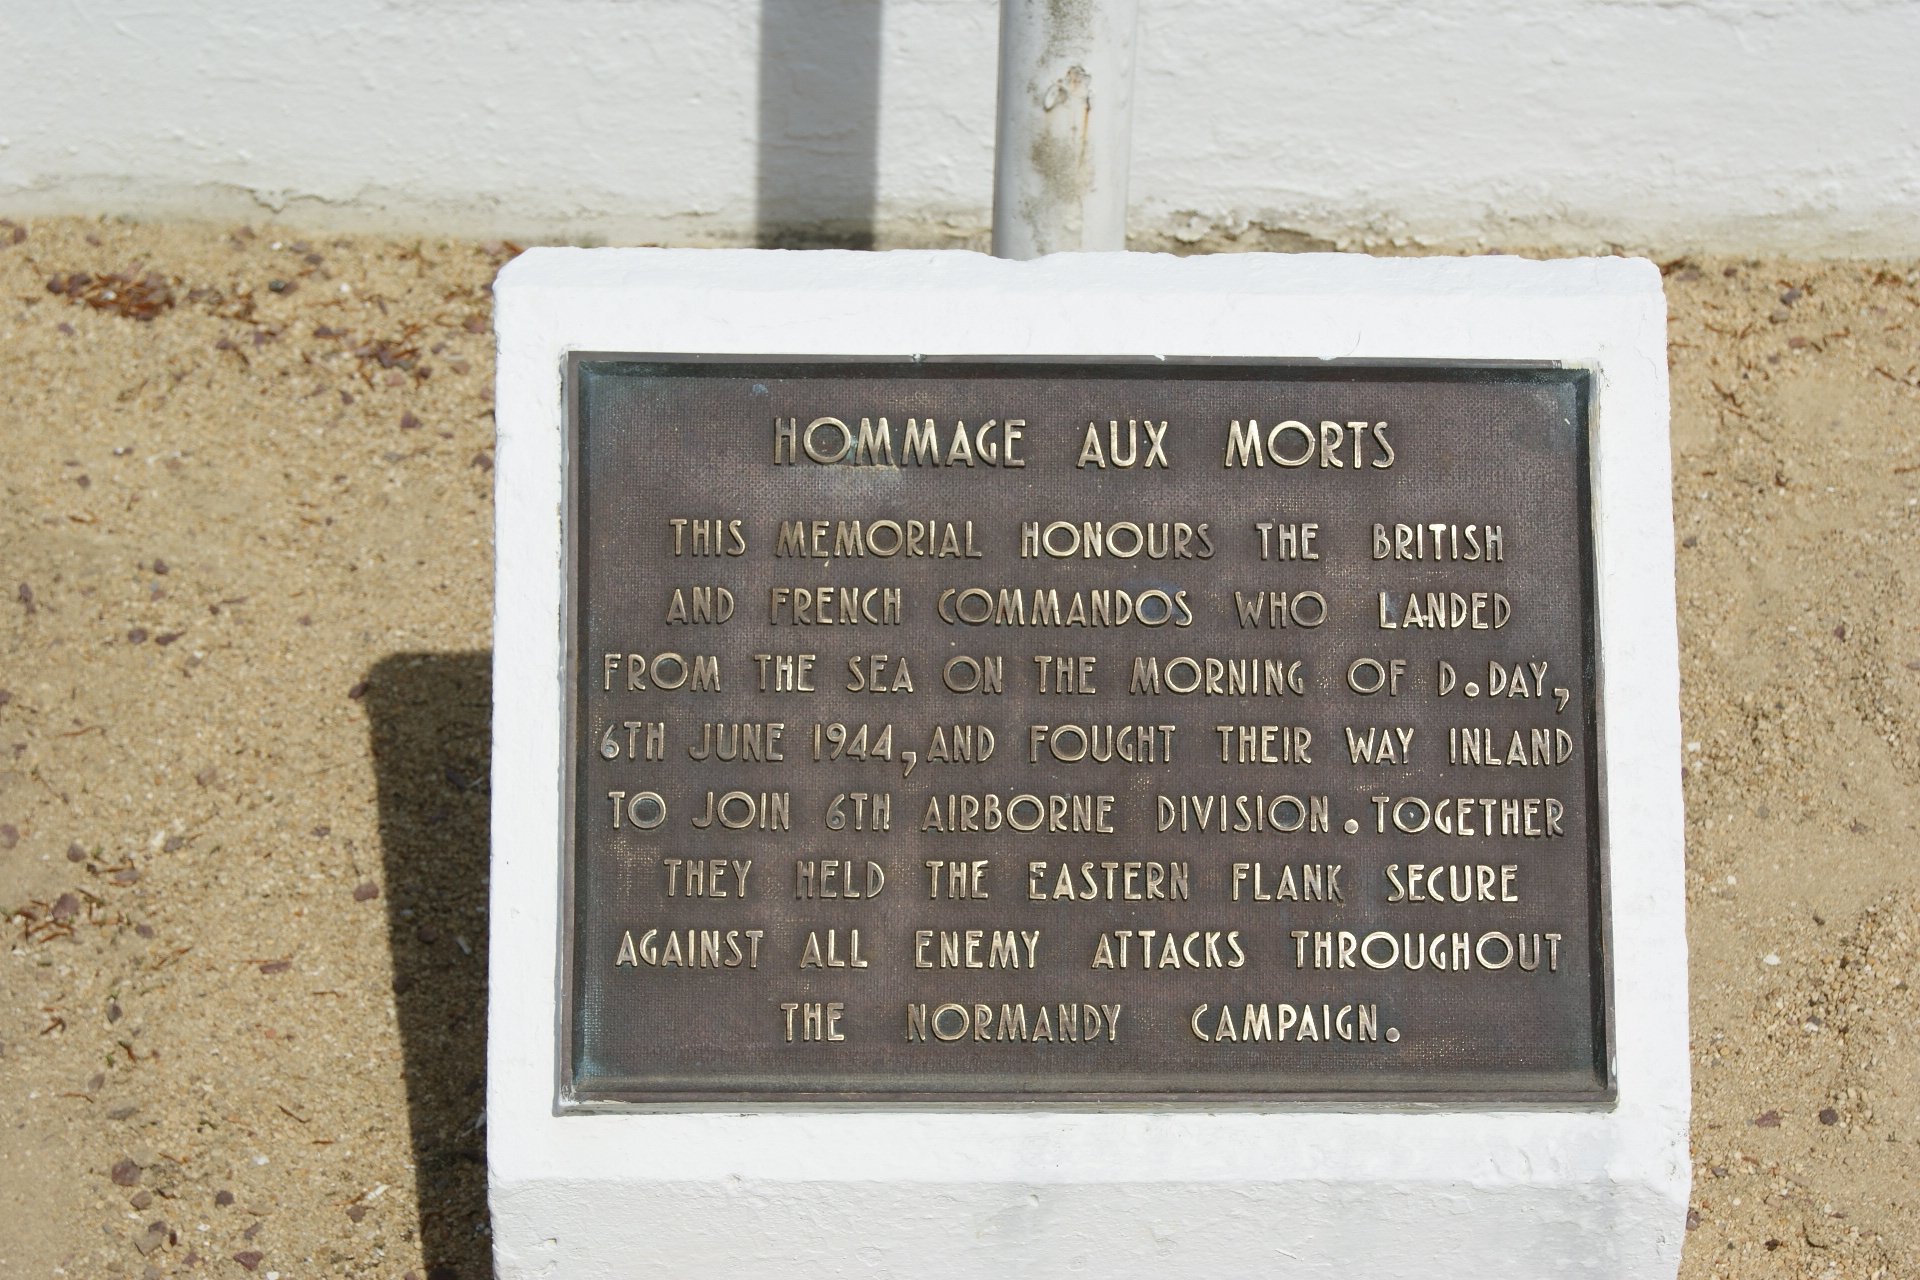 HOMMAGE AUX MORTS
THIS MEMORIAL HONOURS THE BRITISH
AND FRENCH COMMANDOS WHO LANDED
FROM THE SEA ON THE MORNING OF D.DAY,
6TH JUNE 1944, AND FOUGHT THEIR WAY INLAND
TO JOIN 6TH AIRBORNE DIVISION. TOGETHER
THEY HELD THE EASTERN FLANK SECURE
AGAINST ALL ENEMY ATTACKS THROUGHOUT
THE NORMANDY CAMPAIGN.